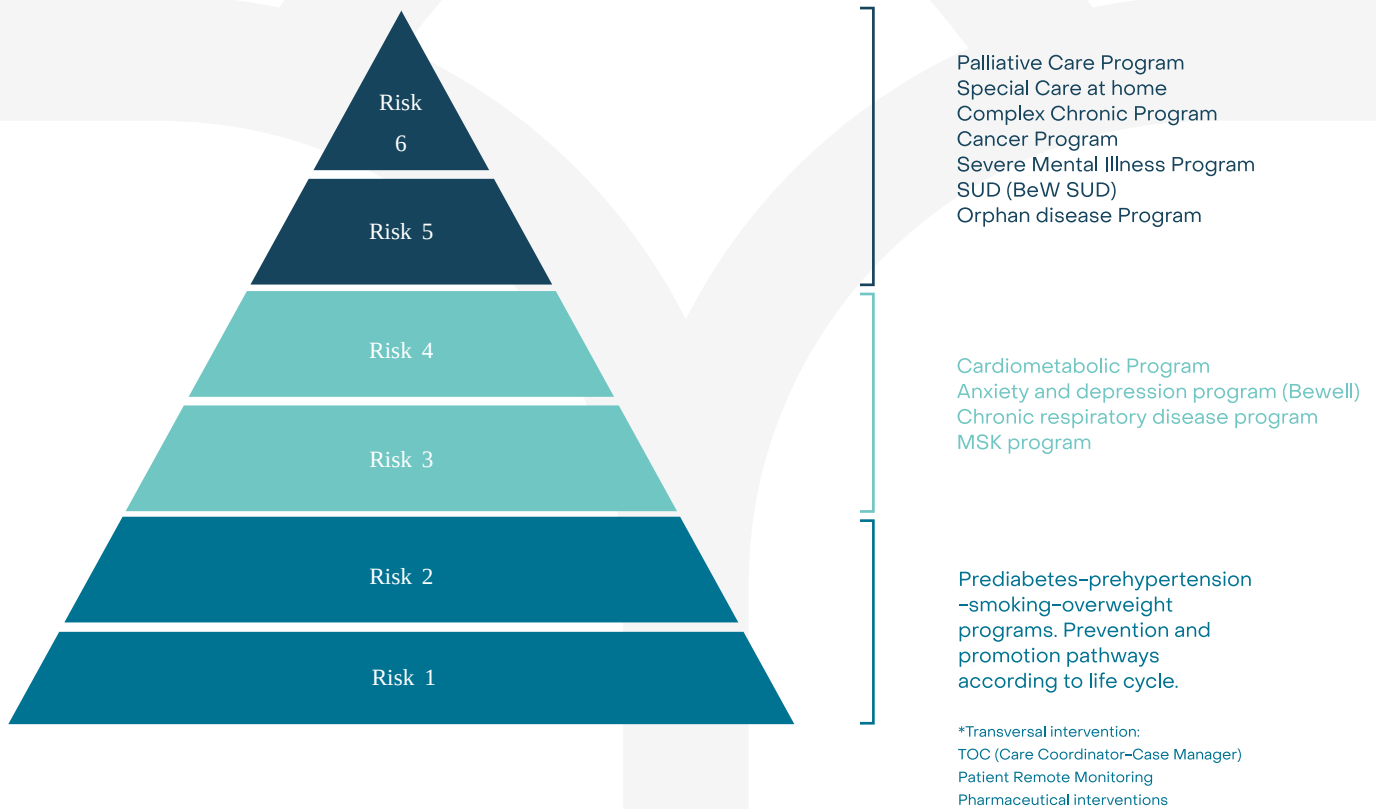 Risk
6
Risk 5
Risk 4
Risk 3
Risk 2
Risk 1
Palliative Care Program
Special Care at home
Complex Chronic Program
Cancer Program
Severe Mental Illness Program
SUD (BeW SUD)
Orphan disease Program
Cardiometabolic Program
Anxiety and depression program (Bewell)
Chronic respiratory disease program
MSK program
Prediabetes–prehypertension
–smoking–overweight
programs. Prevention and
promotion pathways
according to life cycle.
*Transversal intervention:
TOC (Care Coordinator–Case Manager)
Patient Remote Monitoring
Pharmaceutical interventions